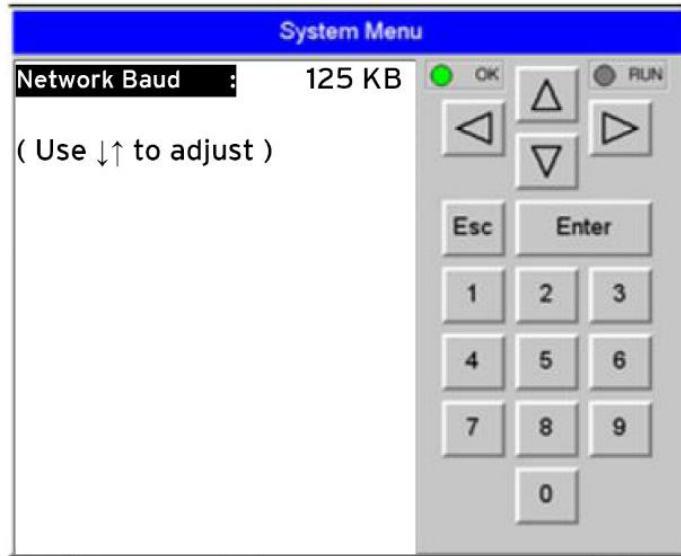 System Menu
Network Baud : 125 KB
( Use ↓↑ to adjust )
OK
RUN
Esc
Enter
1 2 3
4 5 6
7 8 9
0